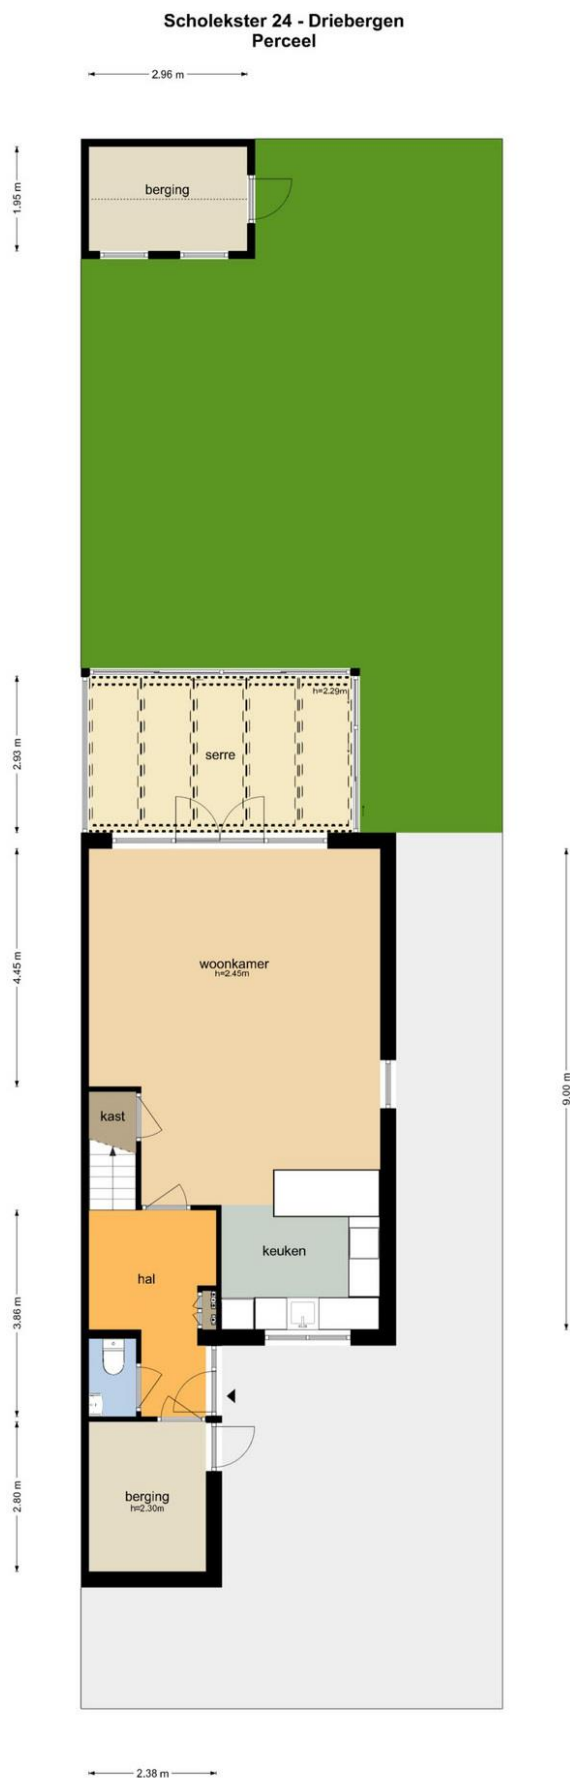 Scholekster 24 - Driebergen
Perceel
2.96 m
1.95 m
berging
h=2.29m
2.93 m
serre
4.45 m
woonkamer
h=2.45m
9.00 m
kast
3.86 m
keuken
hal
2.80 m
berging
h=2.30m
2.38 m